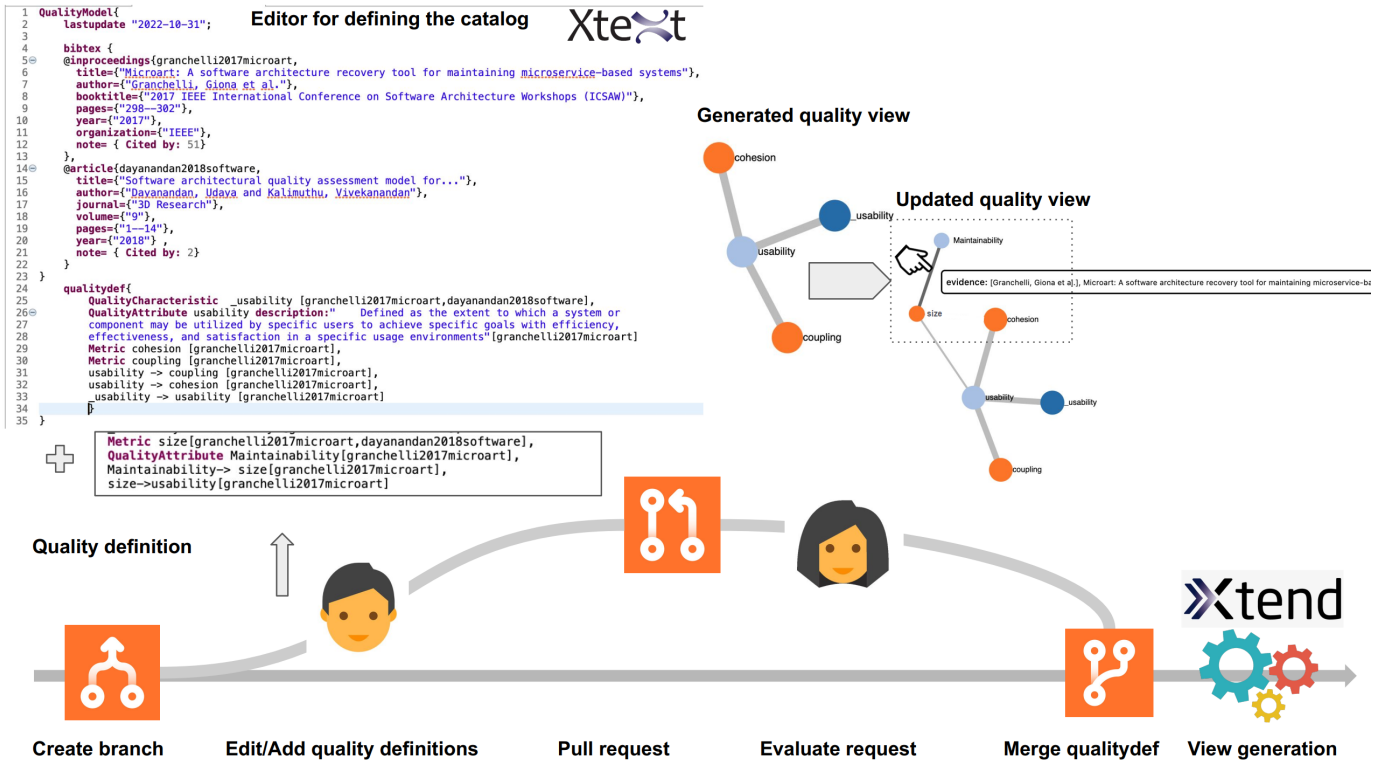 Editor for defining the catalog
Xtext
1 QualityModel{
2 lastupdate "2022-10-31";
3
4 bibtex {
5 @inproceedings{granchelli2017microart,
6 title={"Microart: A software architecture recovery tool for maintaining microservice-based systems"},
7 author={"Granchelli, Giona et al."},
8 booktitle={"2017 IEEE International Conference on Software Architecture Workshops (ICSAW)"},
9 pages={"298--302"},
10 year={"2017"},
11 organization={"IEEE"},
12 note= { Cited by: 51}
13 },
14 @article{dayanandan2018software,
15 title={"Software architectural quality assessment model for..."},
16 author={"Dayanandan, Udaya and Kalimuthu, Vivekanandan"},
17 journal={"3D Research"},
18 volume={"9"},
19 pages={"1--14"},
20 year={"2018"} ,
21 note= { Cited by: 2}
22 }
23 }
24 qualitydef{
25 QualityCharacteristic _usability [granchelli2017microart,dayanandan2018software],
26 QualityAttribute usability description:" Defined as the extent to which a system or
27 component may be utilized by specific users to achieve specific goals with efficiency,
28 effectiveness, and satisfaction in a specific usage environments"[granchelli2017microart]
29 Metric cohesion [granchelli2017microart],
30 Metric coupling [granchelli2017microart],
31 usability -> coupling [granchelli2017microart],
32 usability -> cohesion [granchelli2017microart],
33 _usability -> usability [granchelli2017microart]
34 }
35 }
Metric size[granchelli2017microart,dayanandan2018software],
QualityAttribute Maintainability[granchelli2017microart],
Maintainability-> size[granchelli2017microart],
size->usability[granchelli2017microart]
Generated quality view
cohesion
_usability
usability
coupling
Updated quality view
Maintainability
evidence: [Granchelli, Giona et al.], Microart: A software architecture recovery tool for maintaining microservice-ba
size
cohesion
usability
_usability
coupling
Quality definition
Xtend
Create branch
Edit/Add quality definitions
Pull request
Evaluate request
Merge qualitydef
View generation